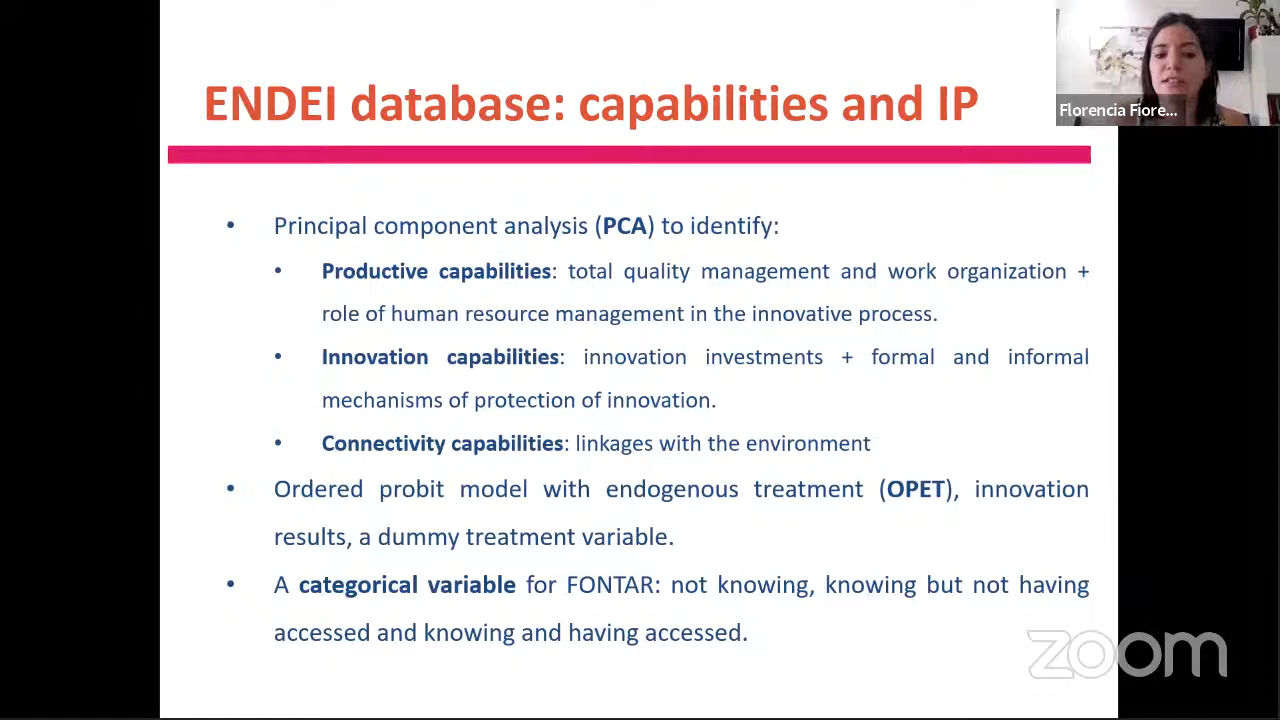 ENDEI database: capabilities and IP
Florencia Fiore...
• Principal component analysis (PCA) to identify:
• Productive capabilities: total quality management and work organization +
role of human resource management in the innovative process.
• Innovation capabilities: innovation investments + formal and informal
mechanisms of protection of innovation.
• Connectivity capabilities: linkages with the environment
• Ordered probit model with endogenous treatment (OPET), innovation
results, a dummy treatment variable.
• A categorical variable for FONTAR: not knowing, knowing but not having
accessed and knowing and having accessed.
zoom